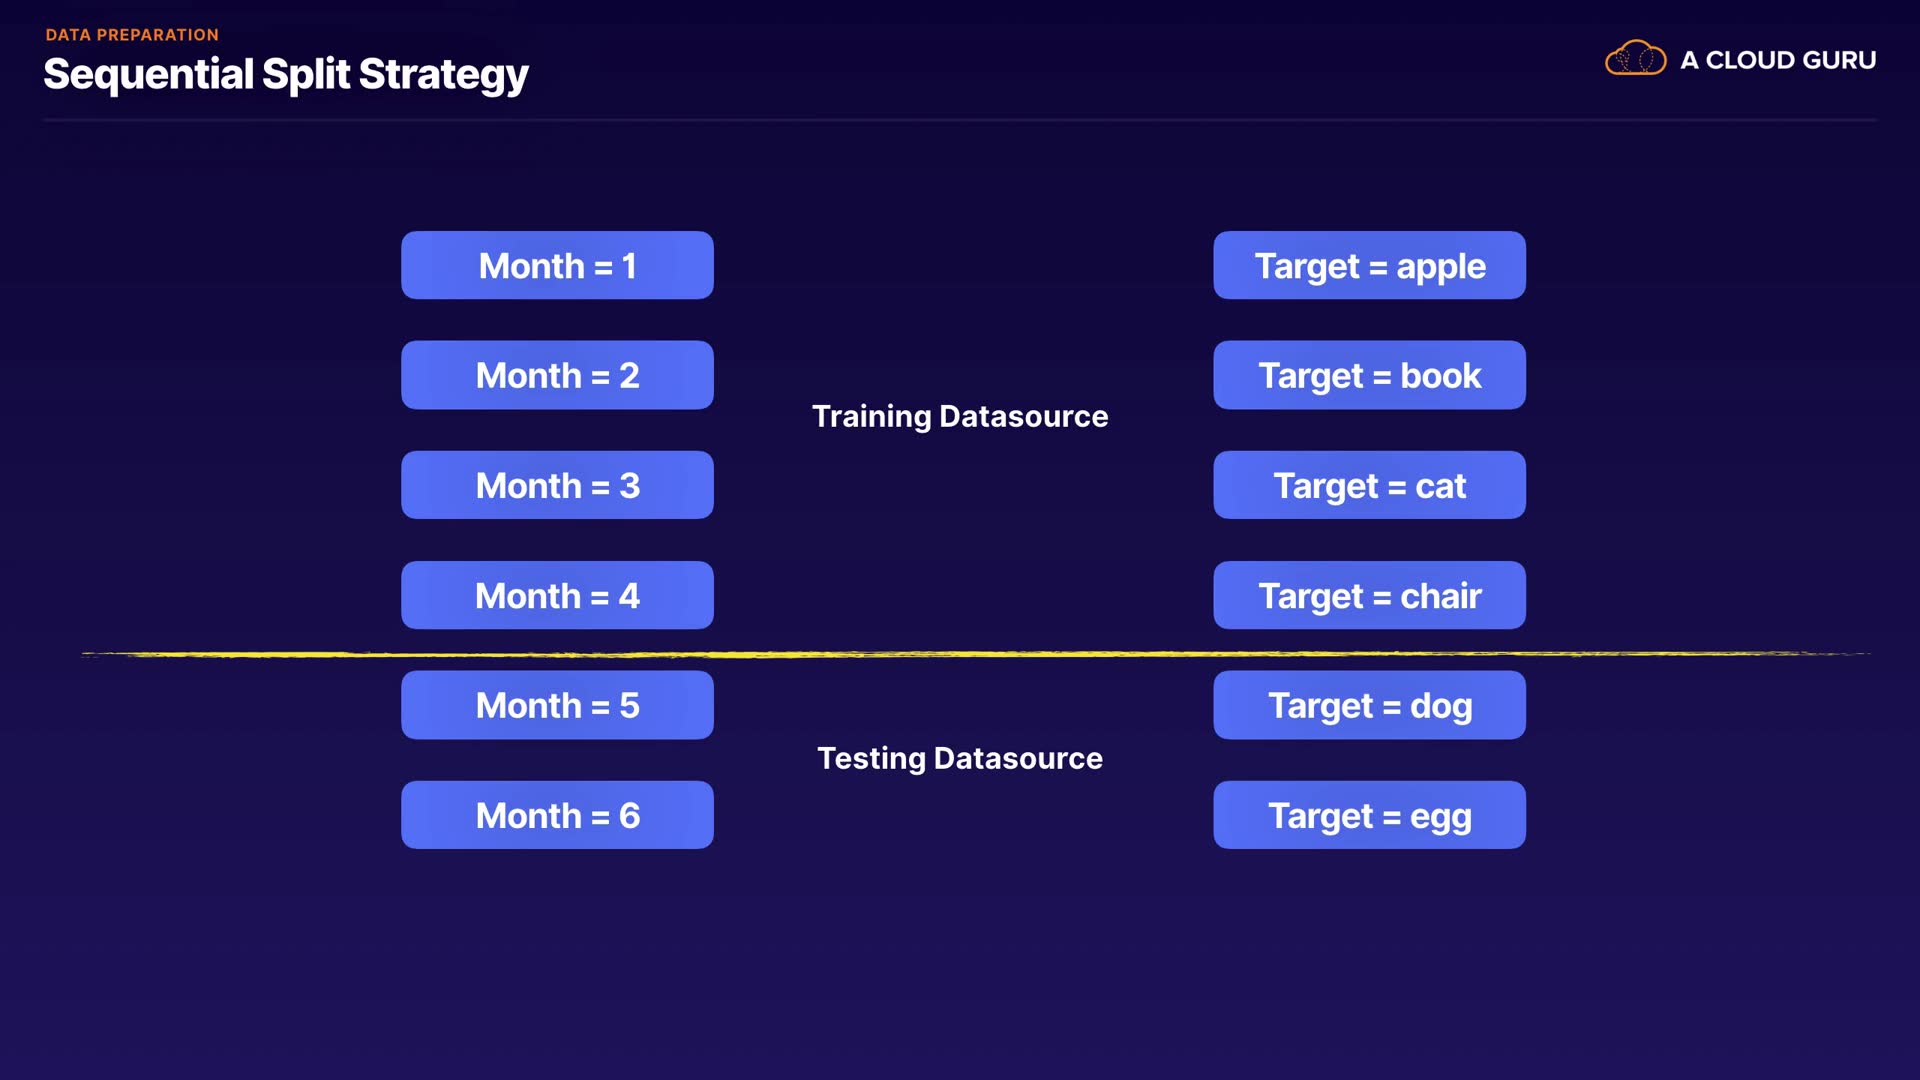 DATA PREPARATION
Sequential Split Strategy
A CLOUD GURU
Month = 1
Target = apple
Month = 2
Target = book
Training Datasource
Month = 3
Target = cat
Month = 4
Target = chair
Month = 5
Target = dog
Testing Datasource
Month = 6
Target = egg